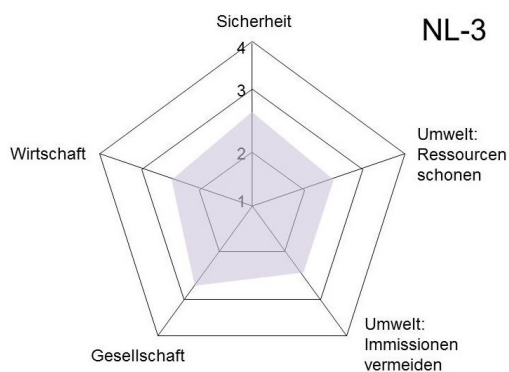 Sicherheit
NL-3
4
3
2
1
Wirtschaft
Umwelt:
Ressourcen
schonen
Gesellschaft
Umwelt:
Immissionen
vermeiden